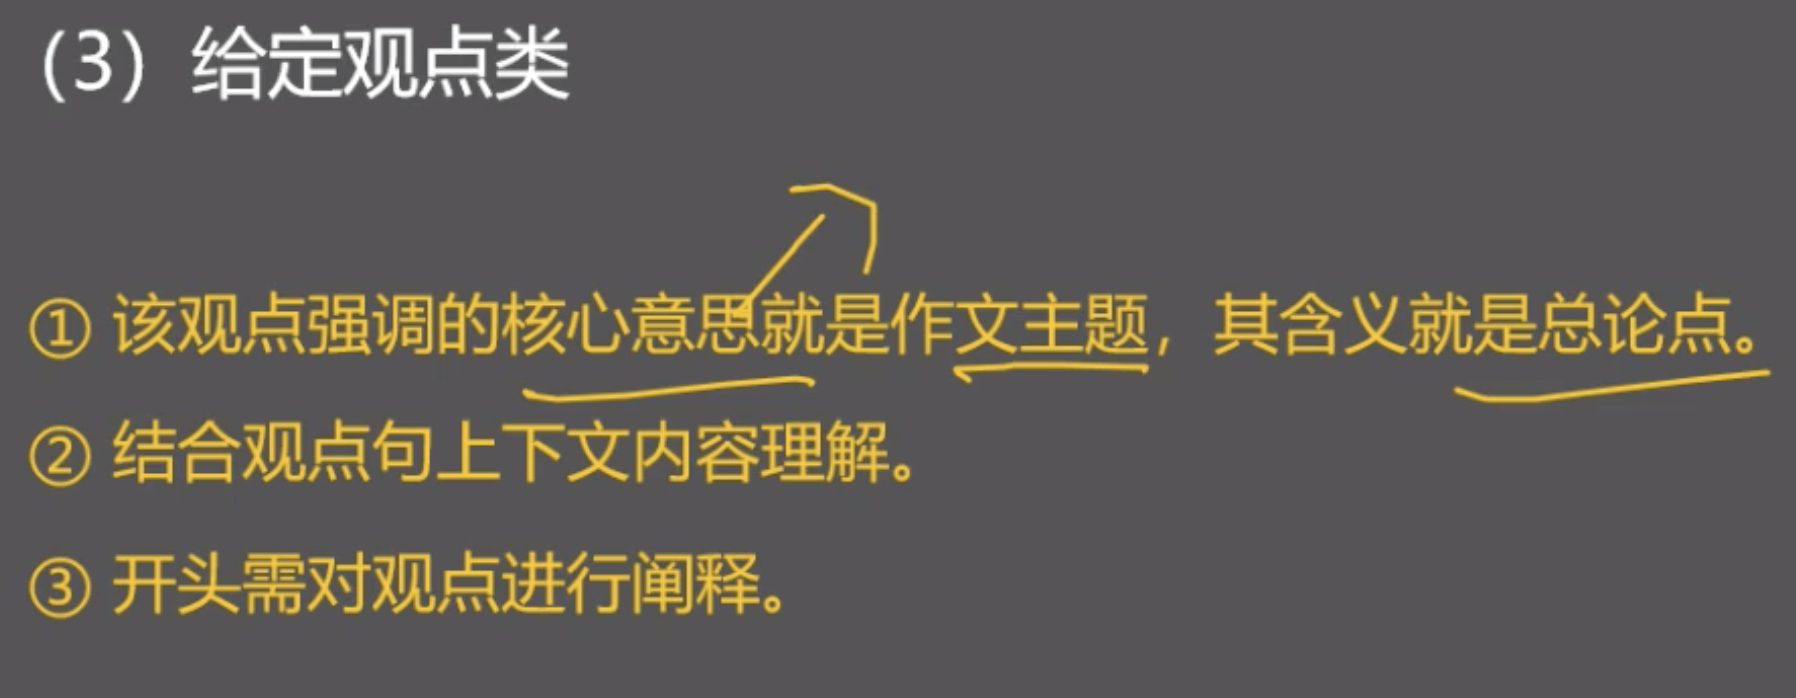 （3）给定观点类
① 该观点强调的核心意思就是作文主题，其含义就是总论点。
② 结合观点句上下文内容理解。
③ 开头需对观点进行阐释。